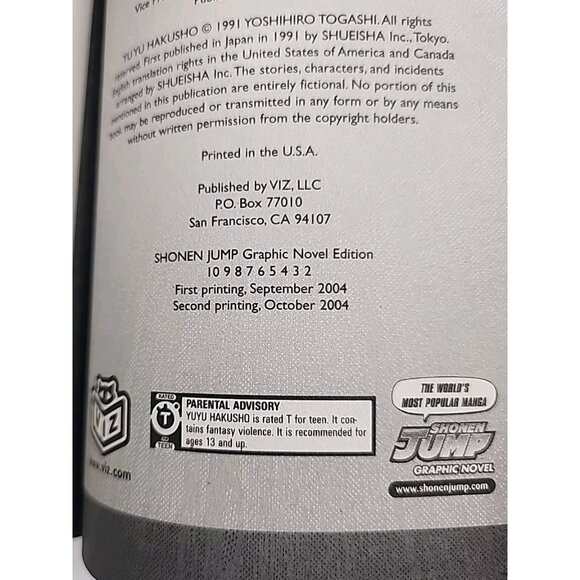 Vice
YUYU HAKUSHO © 1991 YOSHIHIRO TOGASHI. All rights
reserved. First published in Japan in 1991 by SHUEISHA Inc., Tokyo.
English translation rights in the United States of America and Canada
arranged by SHUEISHA Inc. The stories, characters, and incidents
mentioned in this publication are entirely fictional. No portion of this
book may be reproduced or transmitted in any form or by any means
without written permission from the copyright holders.
Printed in the U.S.A.
Published by VIZ, LLC
P.O. Box 77010
San Francisco, CA 94107
SHONEN JUMP Graphic Novel Edition
10 9 8 7 6 5 4 3 2
First printing, September 2004
Second printing, October 2004
VIZ
www.viz.com
RATED
T
TEEN
PARENTAL ADVISORY
YUYU HAKUSHO is rated T for teen. It con-
tains fantasy violence. It is recommended for
ages 13 and up.
THE WORLD'S
MOST POPULAR MANGA
SHONEN
JUMP
GRAPHIC NOVEL
www.shonenjump.com